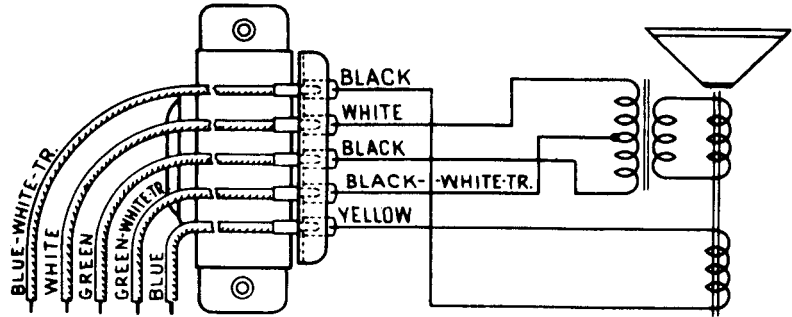 BLACK
WHITE
BLACK
BLACK-WHITE-TR.
YELLOW
BLUE-WHITE-TR.
WHITE
GREEN
GREEN-WHITE-TR.
BLUE